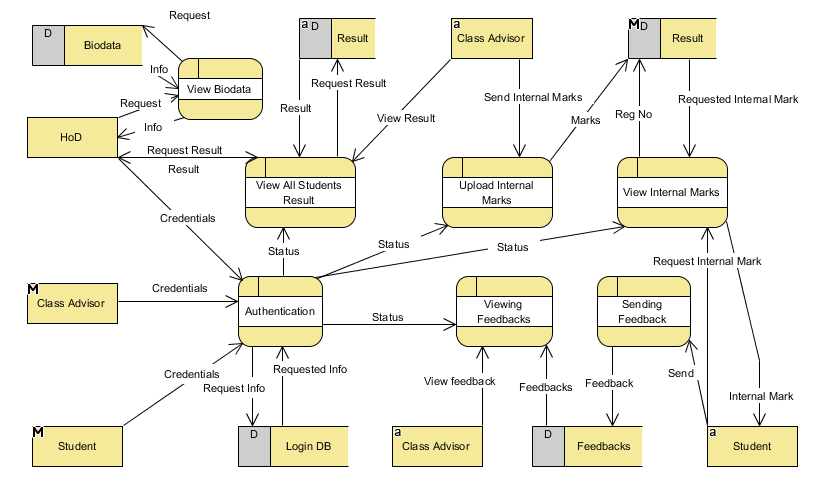 Request
D
Biodata
a
D
Result
a
Class Advisor
M
D
Result
Info
View Biodata
Request Result
Send Internal Marks
Requested Internal Mark
Request
Result
View Result
Marks
Reg No
Info
HoD
Request Result
Result
View All Students
Result
Upload Internal
Marks
View Internal Marks
Credentials
Status
Status
Status
Request Internal Mark
M
Class Advisor
Credentials
Authentication
Status
Viewing
Feedbacks
Sending
Feedback
Credentials
Request Info
Requested Info
View feedback
Feedbacks
Feedback
Send
Internal Mark
M
Student
D
Login DB
a
Class Advisor
D
Feedbacks
a
Student